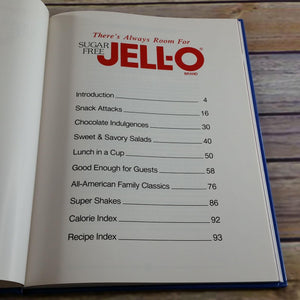 There's Always Room For
SUGAR
FREE
JELL-O®
BRAND
Introduction 4
Snack Attacks 16
Chocolate Indulgences 30
Sweet & Savory Salads 40
Lunch in a Cup 50
Good Enough for Guests 58
All-American Family Classics 76
Super Shakes 86
Calorie Index 92
Recipe Index 93